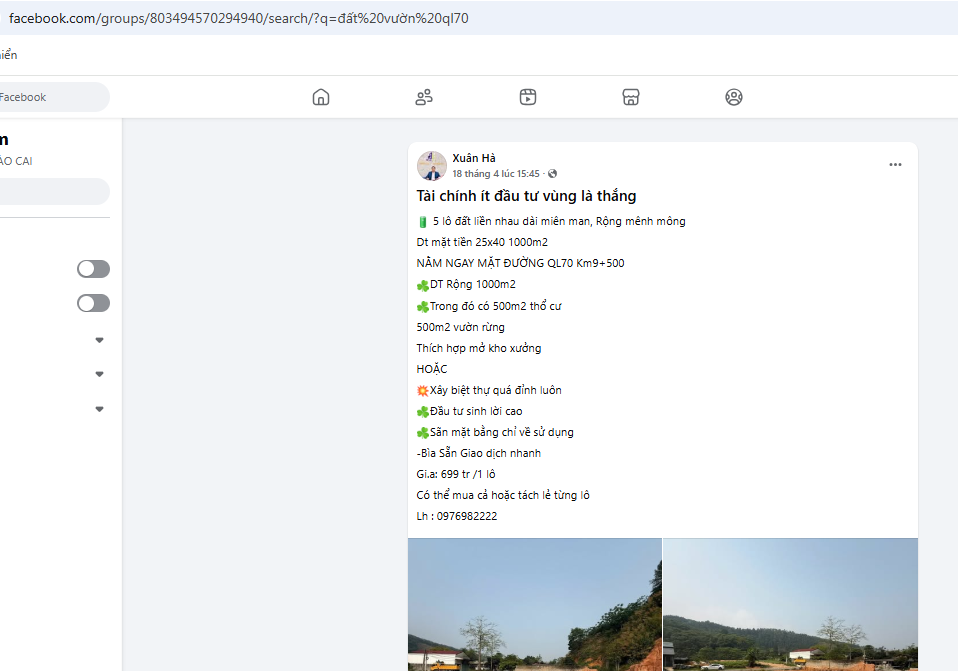 facebook.com/groups/803494570294940/search/?q=đất%20vườn%20ql70
iển
Facebook
m
ÀO CAI
Xuân Hà
18 tháng 4 lúc 15:45 ·
Tài chính ít đầu tư vùng là thắng
5 lô đất liền nhau dài miên man, Rộng mênh mông
Dt mặt tiền 25x40 1000m2
NẰM NGAY MẶT ĐƯỜNG QL70 Km9+500
DT Rộng 1000m2
Trong đó có 500m2 thổ cư
500m2 vườn rừng
Thích hợp mở kho xưởng
HOẶC
Xây biệt thự quá đỉnh luôn
Đầu tư sinh lời cao
Sãn mặt bằng chỉ về sử dụng
-Bìa Sẵn Giao dịch nhanh
Gi.a: 699 tr /1 lô
Có thể mua cả hoặc tách lẻ từng lô
Lh : 0976982222